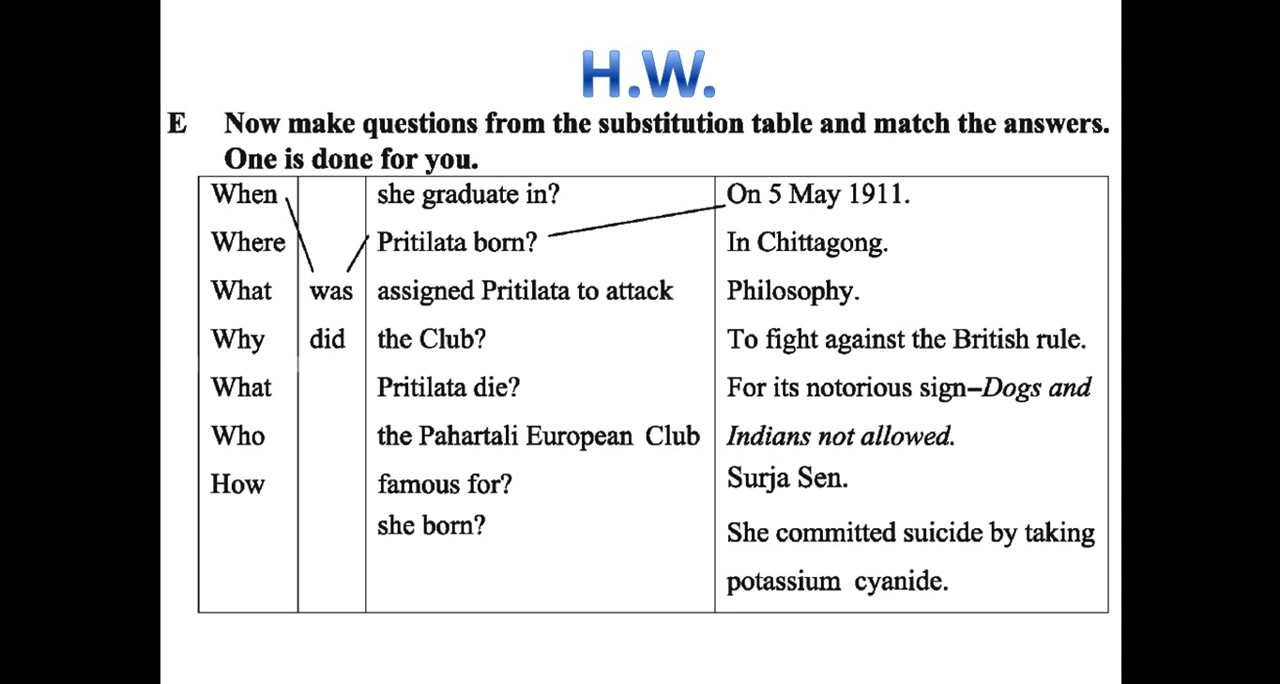 H.W.
E Now make questions from the substitution table and match the answers.
One is done for you.
When she graduate in? On 5 May 1911.
Where Pritilata born? In Chittagong.
What was assigned Pritilata to attack Philosophy.
Why did the Club? To fight against the British rule.
What Pritilata die? For its notorious sign–Dogs and
Who the Pahartali European Club Indians not allowed.
How famous for? Surja Sen.
she born? She committed suicide by taking
potassium cyanide.